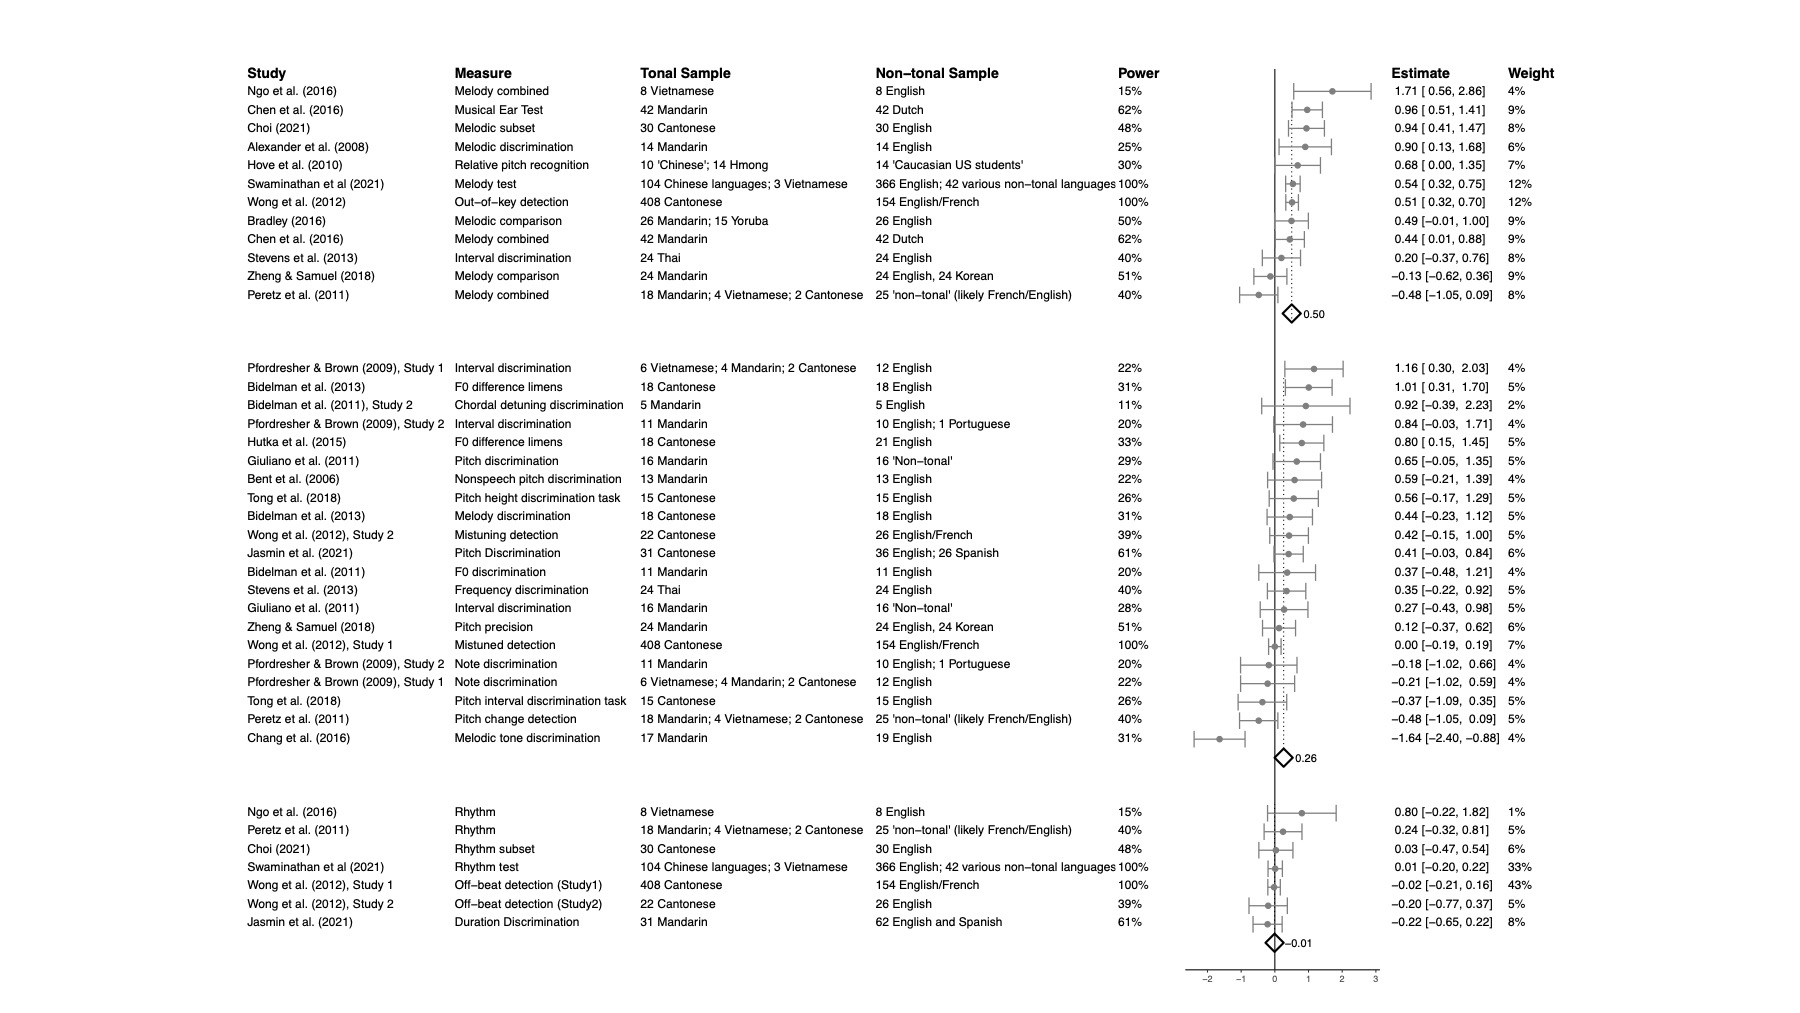 Study Measure Tonal Sample Non−tonal Sample Power Estimate Weight
Ngo et al. (2016) Melody combined 8 Vietnamese 8 English 15% 1.71 [ 0.56, 2.86] 4%
Chen et al. (2016) Musical Ear Test 42 Mandarin 42 Dutch 62% 0.96 [ 0.51, 1.41] 9%
Choi (2021) Melodic subset 30 Cantonese 30 English 48% 0.94 [ 0.41, 1.47] 8%
Alexander et al. (2008) Melodic discrimination 14 Mandarin 14 English 25% 0.90 [ 0.13, 1.68] 6%
Hove et al. (2010) Relative pitch recognition 10 'Chinese'; 14 Hmong 14 'Caucasian US students' 30% 0.68 [ 0.00, 1.35] 7%
Swaminathan et al (2021) Melody test 104 Chinese languages; 3 Vietnamese 366 English; 42 various non−tonal languages 100% 0.54 [ 0.32, 0.75] 12%
Wong et al. (2012) Out−of−key detection 408 Cantonese 154 English/French 100% 0.51 [ 0.32, 0.70] 12%
Bradley (2016) Melodic comparison 26 Mandarin; 15 Yoruba 26 English 50% 0.49 [−0.01, 1.00] 9%
Chen et al. (2016) Melody combined 42 Mandarin 42 Dutch 62% 0.44 [ 0.01, 0.88] 9%
Stevens et al. (2013) Interval discrimination 24 Thai 24 English 40% 0.20 [−0.37, 0.76] 8%
Zheng & Samuel (2018) Melody comparison 24 Mandarin 24 English, 24 Korean 51% −0.13 [−0.62, 0.36] 9%
Peretz et al. (2011) Melody combined 18 Mandarin; 4 Vietnamese; 2 Cantonese 25 'non−tonal' (likely French/English) 40% −0.48 [−1.05, 0.09] 8%
0.50
Pfordresher & Brown (2009), Study 1 Interval discrimination 6 Vietnamese; 4 Mandarin; 2 Cantonese 12 English 22% 1.16 [ 0.30, 2.03] 4%
Bidelman et al. (2013) F0 difference limens 18 Cantonese 18 English 31% 1.01 [ 0.31, 1.70] 5%
Bidelman et al. (2011), Study 2 Chordal detuning discrimination 5 Mandarin 5 English 11% 0.92 [−0.39, 2.23] 2%
Pfordresher & Brown (2009), Study 2 Interval discrimination 11 Mandarin 10 English; 1 Portuguese 20% 0.84 [−0.03, 1.71] 4%
Hutka et al. (2015) F0 difference limens 18 Cantonese 21 English 33% 0.80 [ 0.15, 1.45] 5%
Giuliano et al. (2011) Pitch discrimination 16 Mandarin 16 'Non−tonal' 29% 0.65 [−0.05, 1.35] 5%
Bent et al. (2006) Nonspeech pitch discrimination 13 Mandarin 13 English 22% 0.59 [−0.21, 1.39] 4%
Tong et al. (2018) Pitch height discrimination task 15 Cantonese 15 English 26% 0.56 [−0.17, 1.29] 5%
Bidelman et al. (2013) Melody discrimination 18 Cantonese 18 English 31% 0.44 [−0.23, 1.12] 5%
Wong et al. (2012), Study 2 Mistuning detection 22 Cantonese 26 English/French 39% 0.42 [−0.15, 1.00] 5%
Jasmin et al. (2021) Pitch Discrimination 31 Cantonese 36 English; 26 Spanish 61% 0.41 [−0.03, 0.84] 6%
Bidelman et al. (2011) F0 discrimination 11 Mandarin 11 English 20% 0.37 [−0.48, 1.21] 4%
Stevens et al. (2013) Frequency discrimination 24 Thai 24 English 40% 0.35 [−0.22, 0.92] 5%
Giuliano et al. (2011) Interval discrimination 16 Mandarin 16 'Non−tonal' 28% 0.27 [−0.43, 0.98] 5%
Zheng & Samuel (2018) Pitch precision 24 Mandarin 24 English, 24 Korean 51% 0.12 [−0.37, 0.62] 6%
Wong et al. (2012), Study 1 Mistuned detection 408 Cantonese 154 English/French 100% 0.00 [−0.19, 0.19] 7%
Pfordresher & Brown (2009), Study 2 Note discrimination 11 Mandarin 10 English; 1 Portuguese 20% −0.18 [−1.02, 0.66] 4%
Pfordresher & Brown (2009), Study 1 Note discrimination 6 Vietnamese; 4 Mandarin; 2 Cantonese 12 English 22% −0.21 [−1.02, 0.59] 4%
Tong et al. (2018) Pitch interval discrimination task 15 Cantonese 15 English 26% −0.37 [−1.09, 0.35] 5%
Peretz et al. (2011) Pitch change detection 18 Mandarin; 4 Vietnamese; 2 Cantonese 25 'non−tonal' (likely French/English) 40% −0.48 [−1.05, 0.09] 5%
Chang et al. (2016) Melodic tone discrimination 17 Mandarin 19 English 31% −1.64 [−2.40, −0.88] 4%
0.26
Ngo et al. (2016) Rhythm 8 Vietnamese 8 English 15% 0.80 [−0.22, 1.82] 1%
Peretz et al. (2011) Rhythm 18 Mandarin; 4 Vietnamese; 2 Cantonese 25 'non−tonal' (likely French/English) 40% 0.24 [−0.32, 0.81] 5%
Choi (2021) Rhythm subset 30 Cantonese 30 English 48% 0.03 [−0.47, 0.54] 6%
Swaminathan et al (2021) Rhythm test 104 Chinese languages; 3 Vietnamese 366 English; 42 various non−tonal languages 100% 0.01 [−0.20, 0.22] 33%
Wong et al. (2012), Study 1 Off−beat detection (Study1) 408 Cantonese 154 English/French 100% −0.02 [−0.21, 0.16] 43%
Wong et al. (2012), Study 2 Off−beat detection (Study2) 22 Cantonese 26 English 39% −0.20 [−0.77, 0.37] 5%
Jasmin et al. (2021) Duration Discrimination 31 Mandarin 62 English and Spanish 61% −0.22 [−0.65, 0.22] 8%
−0.01
−2 −1 0 1 2 3